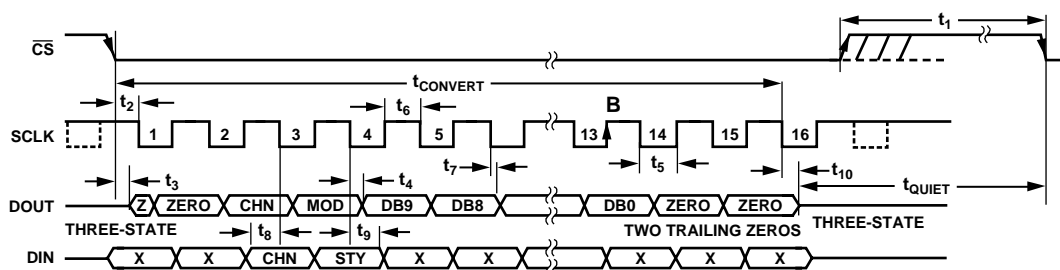 t1
CS
tCONVERT
t2 t6 B
SCLK 1 2 3 4 5 13 14 15 16
t3 t4 t7 t5 t10 tQUIET
DOUT Z ZERO CHN MOD DB9 DB8 DB0 ZERO ZERO
THREE-STATE t8 t9 TWO TRAILING ZEROS THREE-STATE
DIN X X CHN STY X X X X X